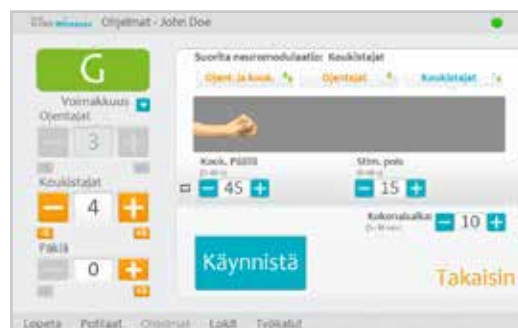 Ohjelmat - John Doe
G
Voimakkuus
Ojentajat
3
Koukistajat
4
Pakiä
0
Suorita neuromodulaatio: Koukistajat
Ojent. ja kouk.
Ojentajat
Koukistajat
Kouk. Päällä
Stim. pois
45
15
Kokonaisaika
10
Käynnistä
Takaisin
Lopeta Potilaat Ohjelmat Lokit Työkalut